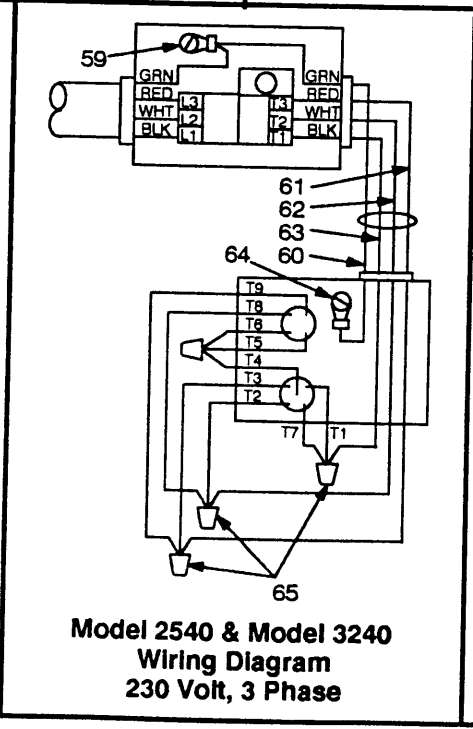 59
GRN GRN
RED L3 T3 RED
WHT L2 T2 WHT
BLK L1 T1 BLK
61
62
63
64 60
T9
T8
T6
T5
T4
T3
T2
T7 T1
65
Model 2540 & Model 3240
Wiring Diagram
230 Volt, 3 Phase